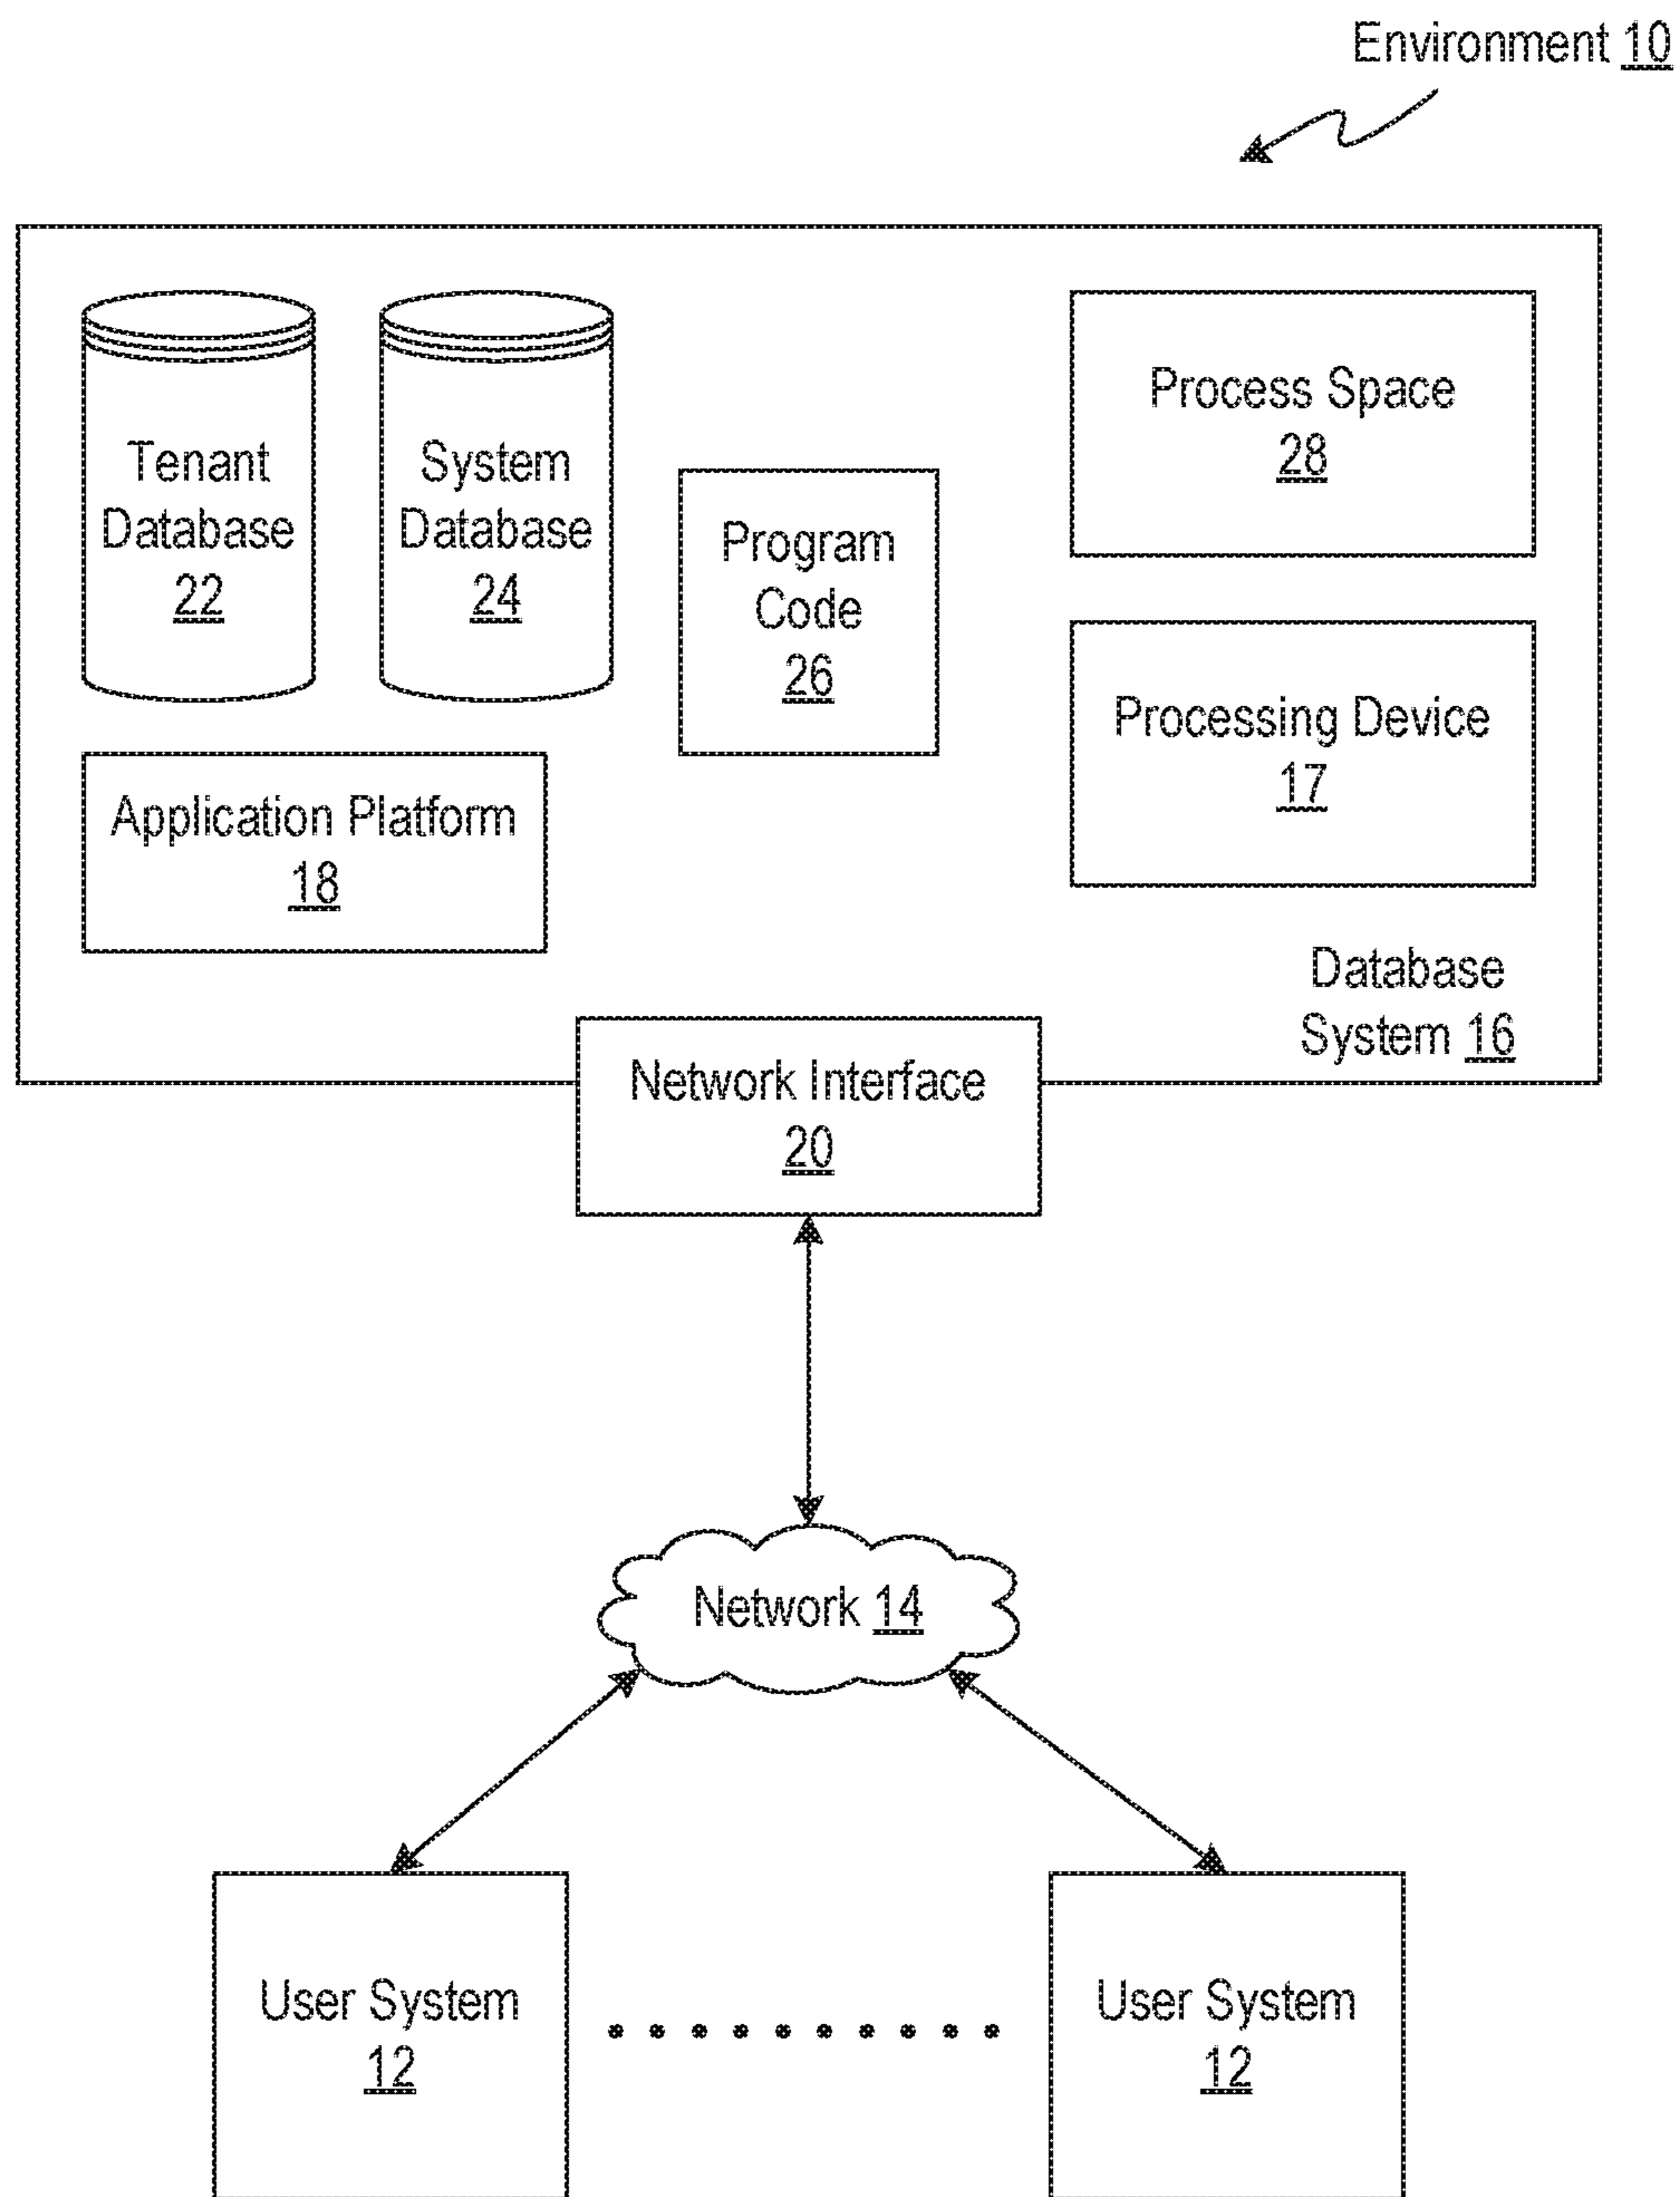 Environment 10
Tenant
Database
22
System
Database
24
Program
Code
26
Process Space
28
Processing Device
17
Application Platform
18
Database
System 16
Network Interface
20
Network 14
User System
12
User System
12